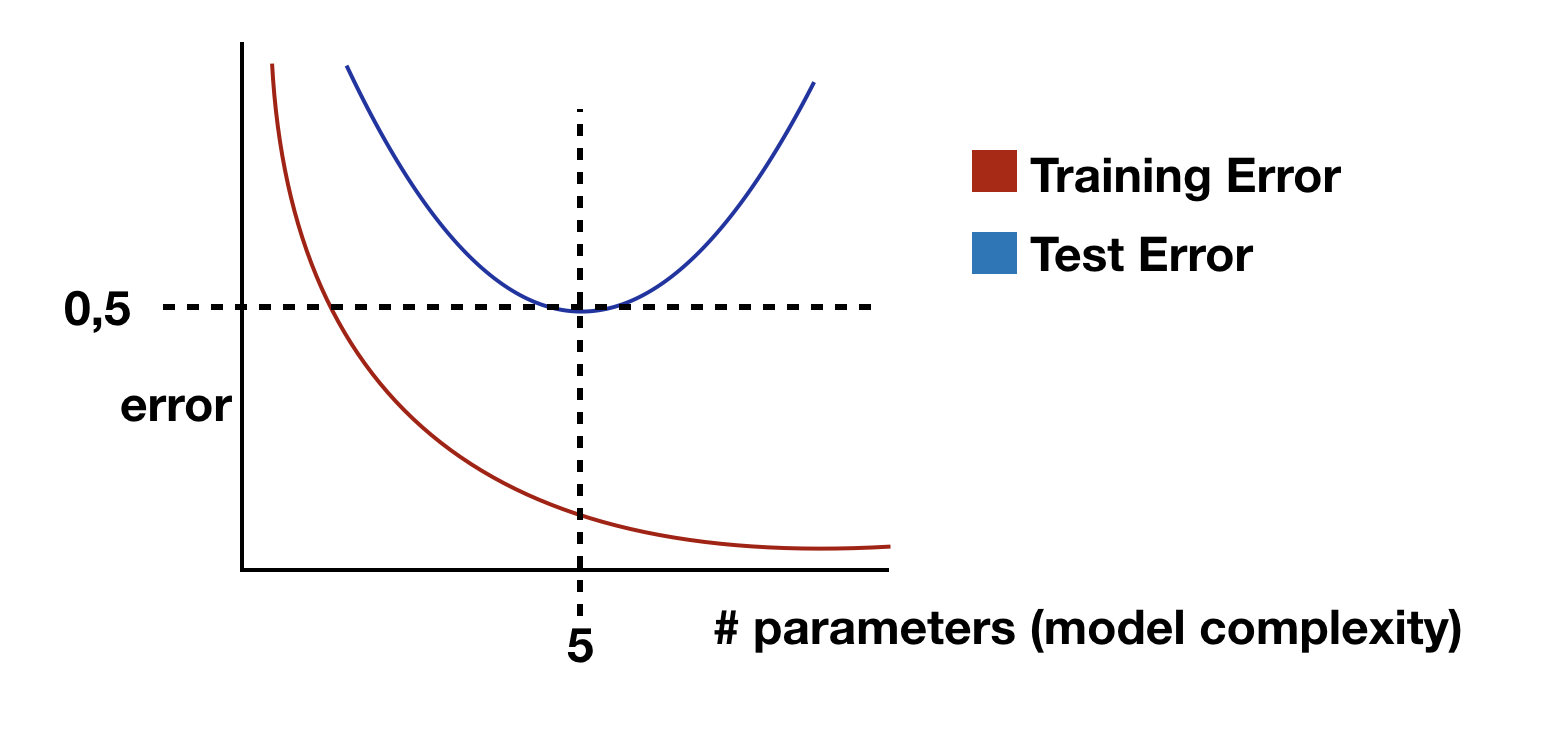 Training Error
Test Error
0,5
error
# parameters (model complexity)
5